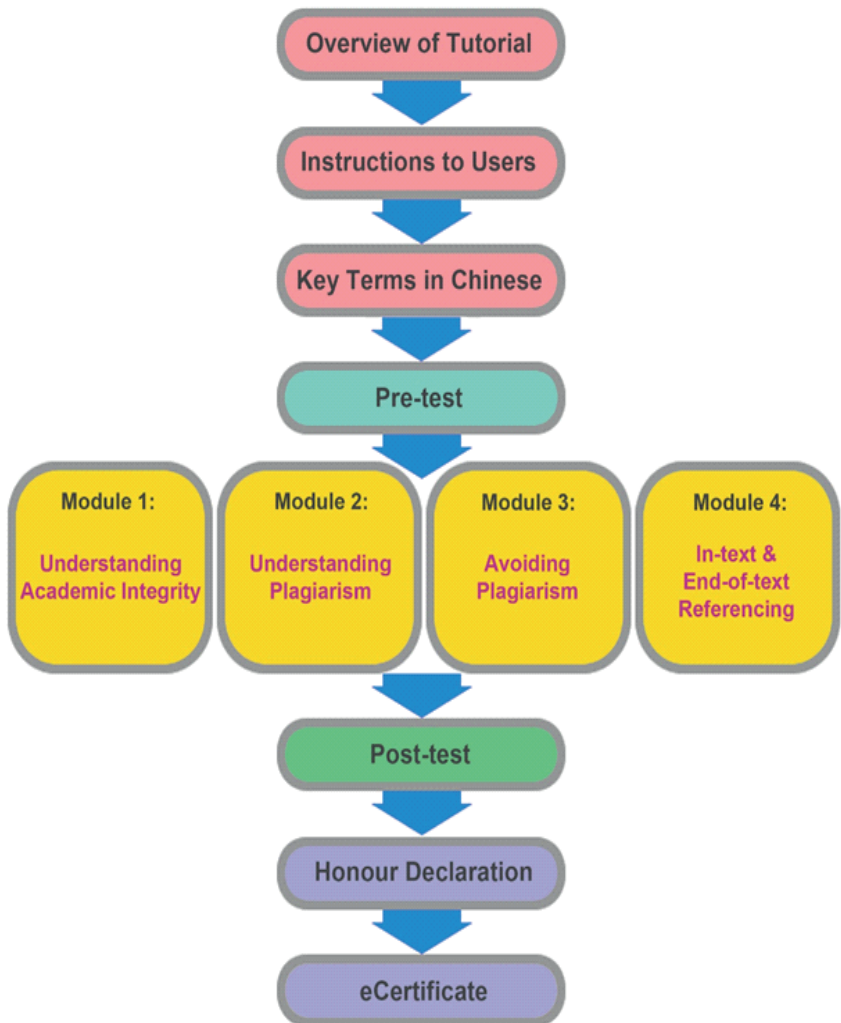 Overview of Tutorial
Instructions to Users
Key Terms in Chinese
Pre-test
Module 1:
Understanding
Academic Integrity
Module 2:
Understanding
Plagiarism
Module 3:
Avoiding
Plagiarism
Module 4:
In-text &
End-of-text
Referencing
Post-test
Honour Declaration
eCertificate